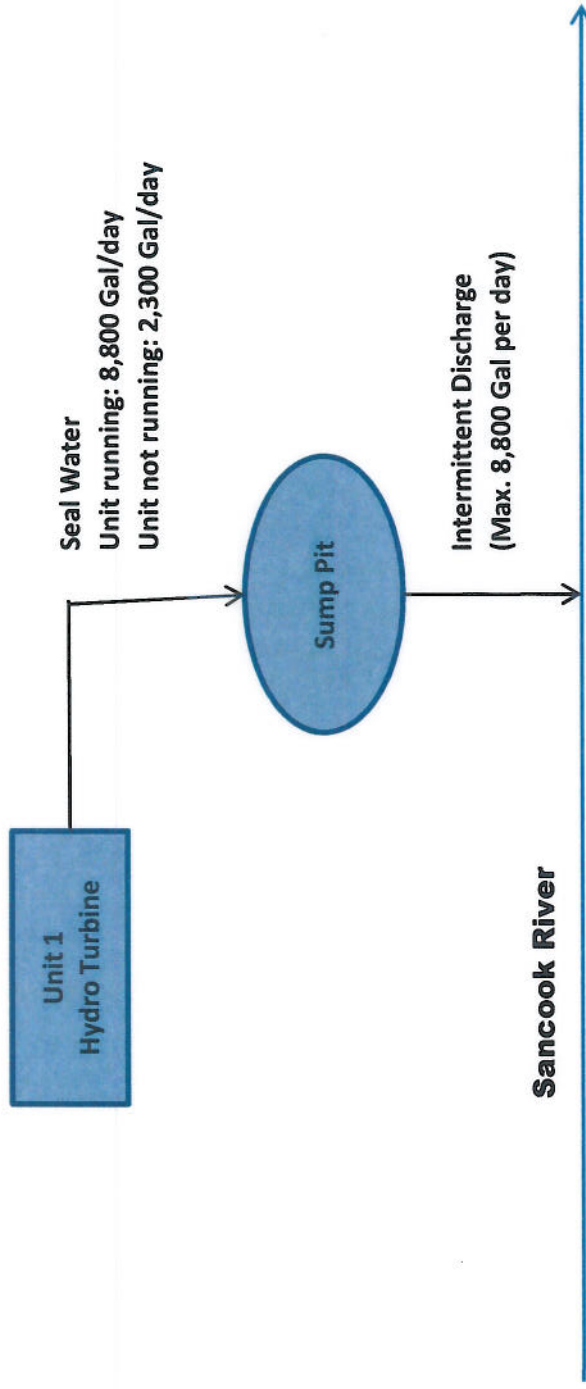 Unit 1
Hydro Turbine
Seal Water
Unit running: 8,800 Gal/day
Unit not running: 2,300 Gal/day
Sump Pit
Intermittent Discharge
(Max. 8,800 Gal per day)
Sancook River